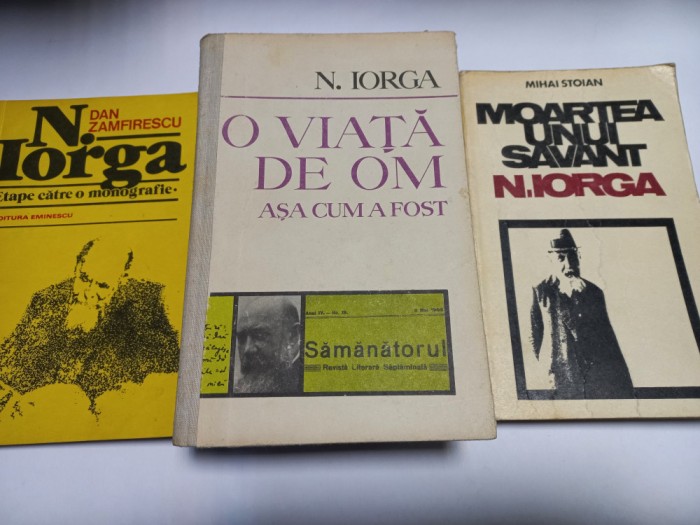 DAN
ZAMFIRESCU
N.
Iorga
Etape către o monografie
EDITURA EMINESCU
N. IORGA
O VIAȚĂ
DE OM
AȘA CUM A FOST
Sămănătorul
Revistă Literară Săptămînală
MIHAI STOIAN
MOARTEA
UNUI
SAVANT
N. IORGA